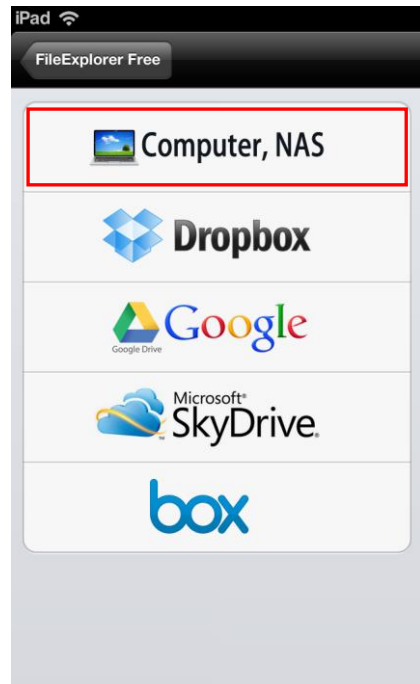 iPad
FileExplorer Free
Computer, NAS
Dropbox
Google
Google Drive
Microsoft®
SkyDrive.
box